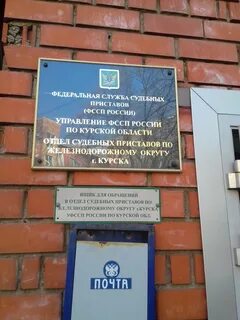 ФЕДЕРАЛЬНАЯ СЛУЖБА СУДЕБНЫХ
ПРИСТАВОВ
(ФССП РОССИИ)
УПРАВЛЕНИЕ ФССП РОССИИ
ПО КУРСКОЙ ОБЛАСТИ
ОТДЕЛ СУДЕБНЫХ ПРИСТАВОВ ПО
ЖЕЛЕЗНОДОРОЖНОМУ ОКРУГУ
г. КУРСКА
ЯЩИК ДЛЯ ОБРАЩЕНИЙ
В ОТДЕЛ СУДЕБНЫХ ПРИСТАВОВ ПО
ЖЕЛЕЗНОДОРОЖНОМУ ОКРУГУ г.КУРСКА
УФССП РОССИИ ПО КУРСКОЙ ОБЛ.
ПОЧТА